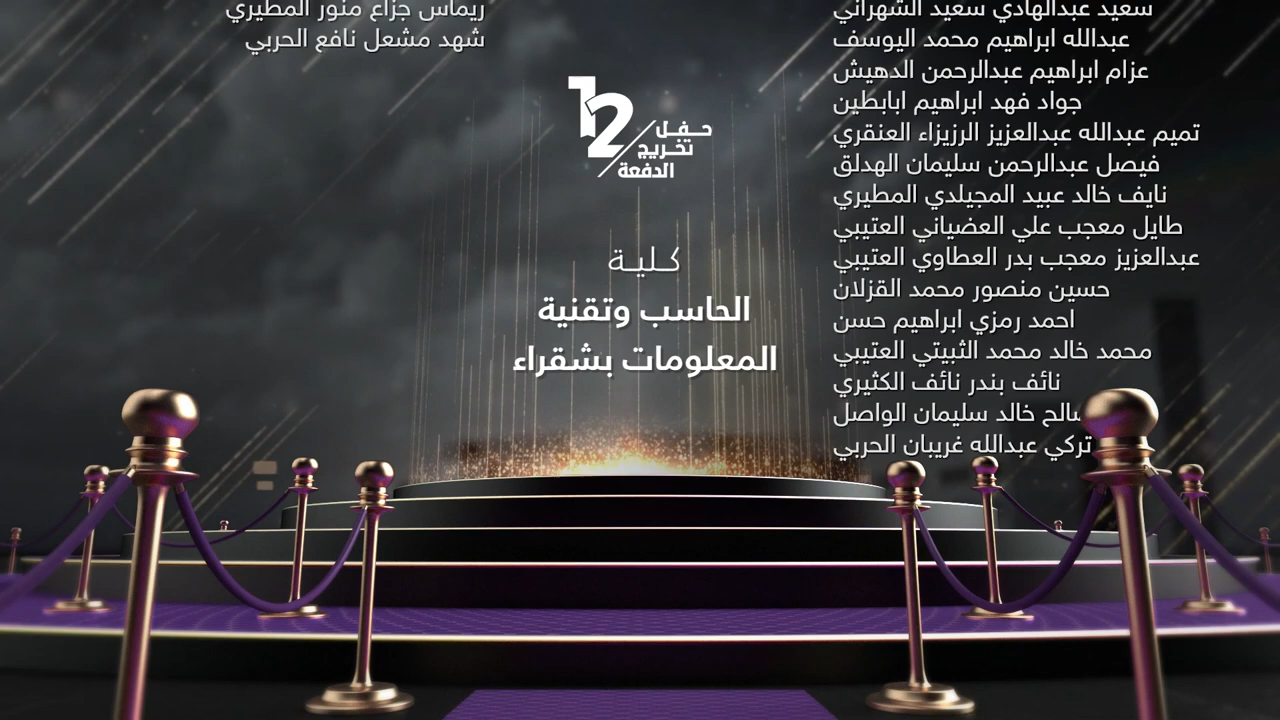 سعيد عبدالهادي سعيد الشهراني
عبدالله ابراهيم محمد اليوسف
عزام ابراهيم عبدالرحمن الدهيش
جواد فهد ابراهيم ابابطين
تميم عبدالله عبدالعزيز الرزيزاء العنقري
فيصل عبدالرحمن سليمان الهدلق
نايف خالد عبيد المجيلدي المطيري
طايل معجب علي العضياني العتيبي
عبدالعزيز معجب بدر العطاوي العتيبي
حسين منصور محمد القزلان
احمد رمزي ابراهيم حسن
محمد خالد محمد الثبيتي العتيبي
نائف بندر نائف الكثيري
صالح خالد سليمان الواصل
تركي عبدالله غريبان الحربي
12
حفل
تخريج
الدفعة
كلية
الحاسب وتقنية
المعلومات بشقراء
ريماس جزاع منور المطيري
شهد مشعل نافع الحربي